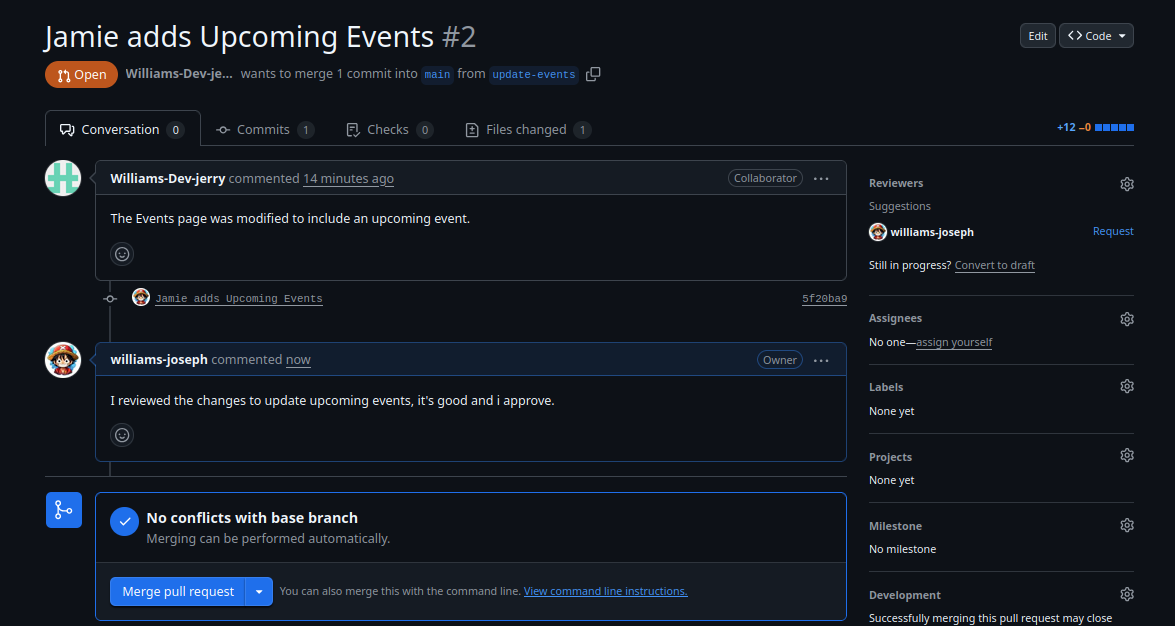 Jamie adds Upcoming Events #2
Edit
<> Code
Open
Williams-Dev-je... wants to merge 1 commit into main from update-events
Conversation 0
Commits 1
Checks 0
Files changed 1
+12 −0
Williams-Dev-jerry commented 14 minutes ago
Collaborator
...
The Events page was modified to include an upcoming event.
Jamie adds Upcoming Events
5f20ba9
williams-joseph commented now
Owner
...
I reviewed the changes to update upcoming events, it's good and i approve.
No conflicts with base branch
Merging can be performed automatically.
Merge pull request
You can also merge this with the command line. View command line instructions.
Reviewers
Suggestions
williams-joseph
Request
Still in progress? Convert to draft
Assignees
No one—assign yourself
Labels
None yet
Projects
None yet
Milestone
No milestone
Development
Successfully merging this pull request may close